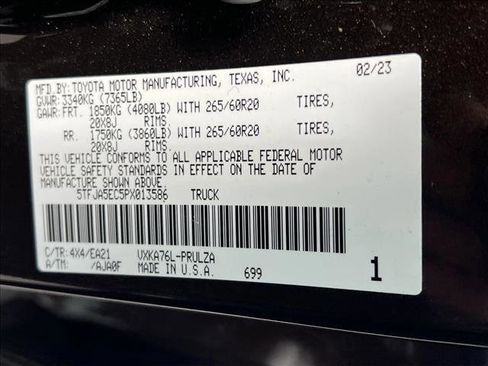 MFD.BY:TOYOTA MOTOR MANUFACTURING, TEXAS, INC. 02/23
GVWR:3340KG (7365LB)
GAWR:FRT. 1850KG (4080LB) WITH 265/60R20 TIRES,
20X8J RIMS.
RR. 1750KG (3860LB) WITH 265/60R20 TIRES,
20X8J RIMS.
THIS VEHICLE CONFORMS TO ALL APPLICABLE FEDERAL MOTOR
VEHICLE SAFETY STANDARDS IN EFFECT ON THE DATE OF
MANUFACTURE SHOWN ABOVE.
5TFJA5EC5PX013586 TRUCK
C/TR:4X4/EA21 VXKA76L-PRULZA
A/TM: /AJA0F MADE IN U.S.A. 699 1